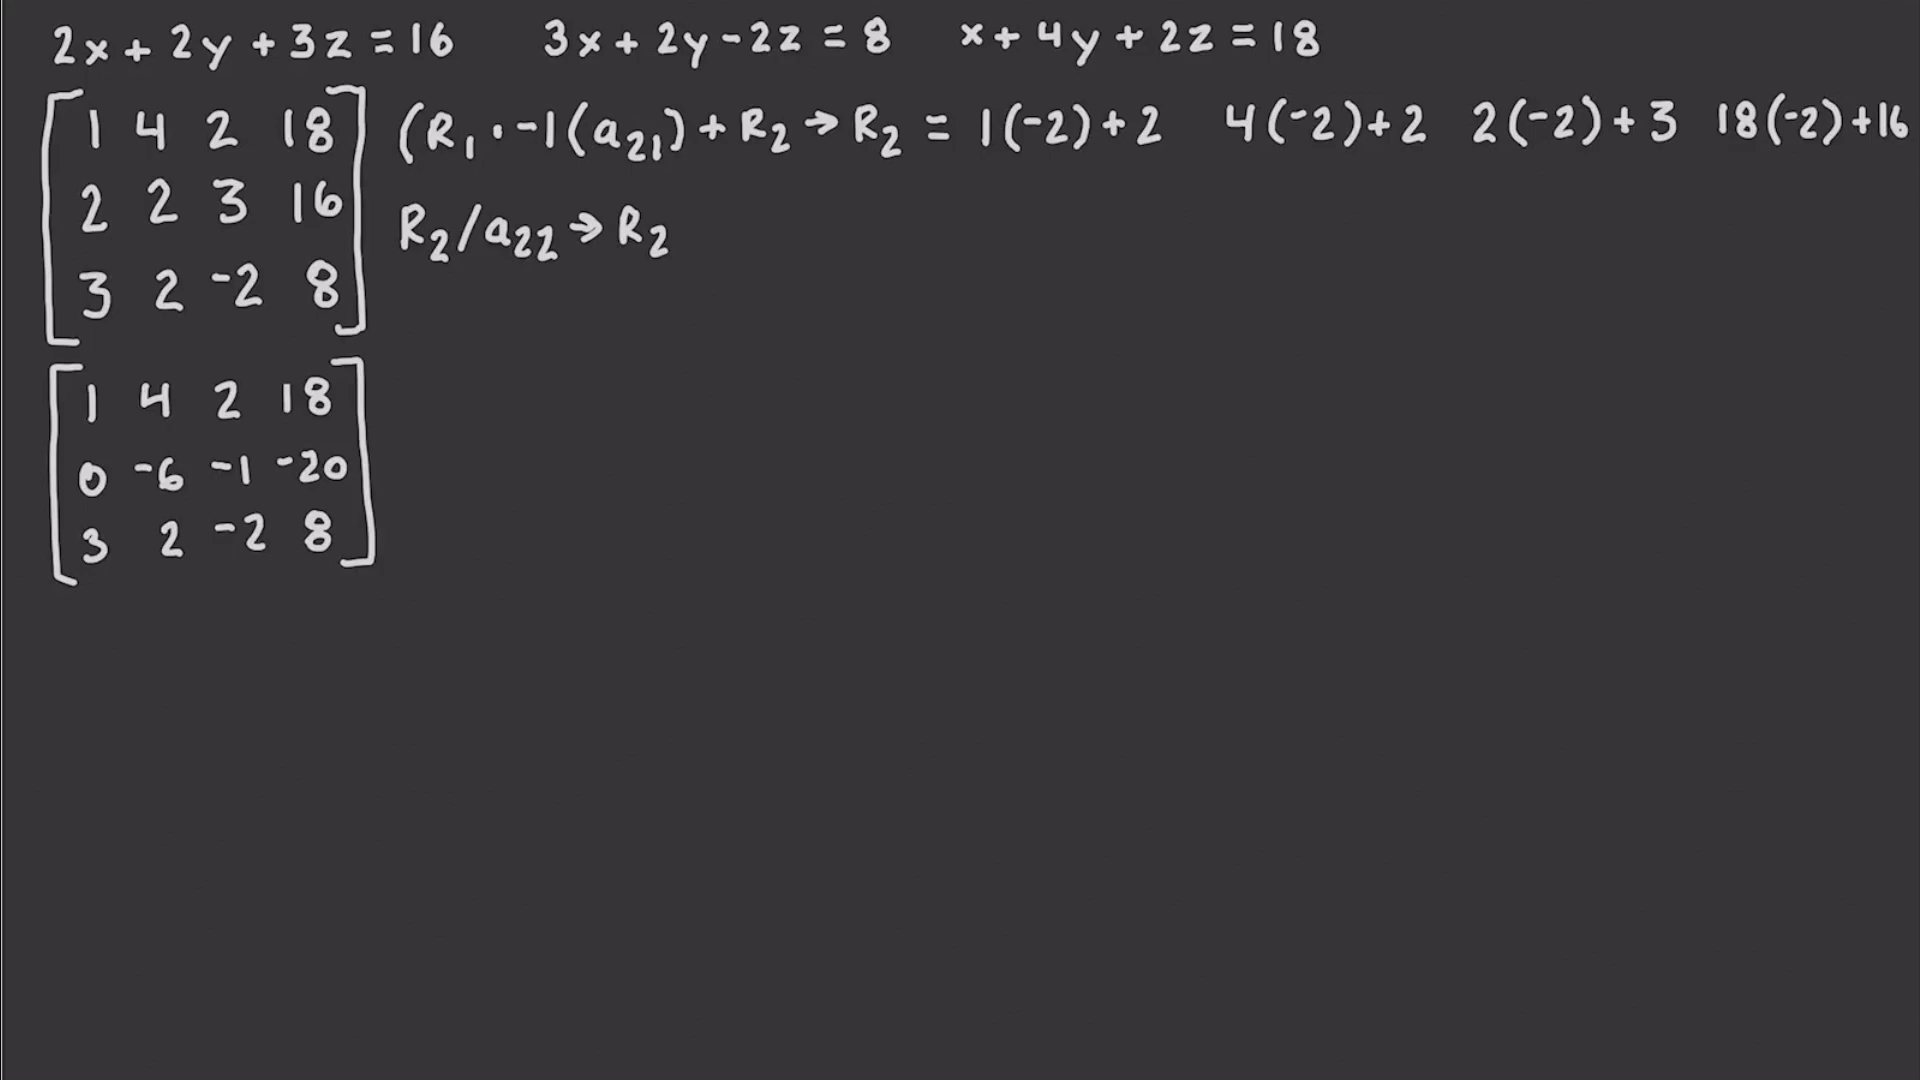 2x + 2y + 3z = 16 3x + 2y - 2z = 8 x + 4y + 2z = 18
1 4 2 18 (R₁ · -1(a₂₁) + R₂ → R₂ = 1(-2)+2 4(-2)+2 2(-2)+3 18(-2)+16
2 2 3 16 R₂/a₂₂ → R₂
3 2 -2 8
1 4 2 18
0 -6 -1 -20
3 2 -2 8